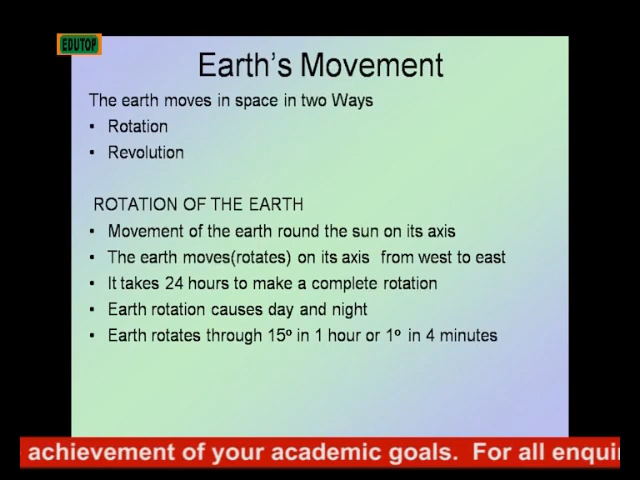 EDUTOP
Earth's Movement
The earth moves in space in two Ways
• Rotation
• Revolution
ROTATION OF THE EARTH
• Movement of the earth round the sun on its axis
• The earth moves(rotates) on its axis from west to east
• It takes 24 hours to make a complete rotation
• Earth rotation causes day and night
• Earth rotates through 15º in 1 hour or 1º in 4 minutes
achievement of your academic goals. For all enqui